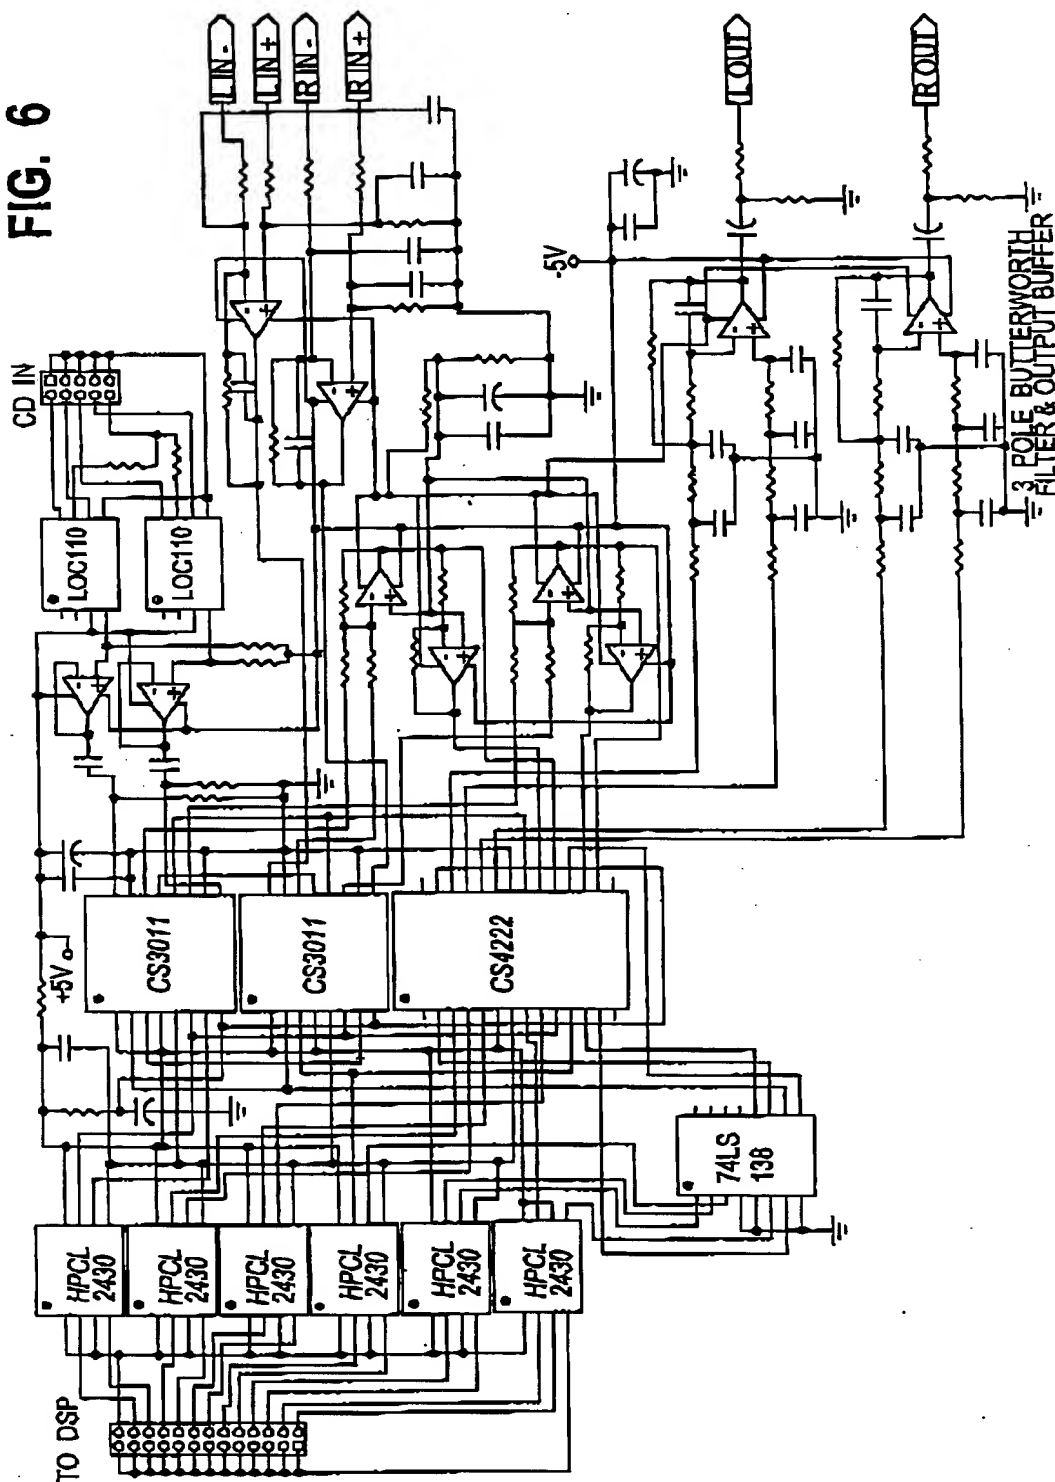 FIG. 6
L IN -
L IN +
R IN -
R IN +
L OUT
R OUT
CD IN
LOC110
LOC110
-5V
+5V
CS3011
CS3011
CS4222
3 POLE BUTTERWORTH
FILTER & OUTPUT BUFFER
74LS
138
HPCL
2430
HPCL
2430
HPCL
2430
HPCL
2430
HPCL
2430
HPCL
2430
TO DSP